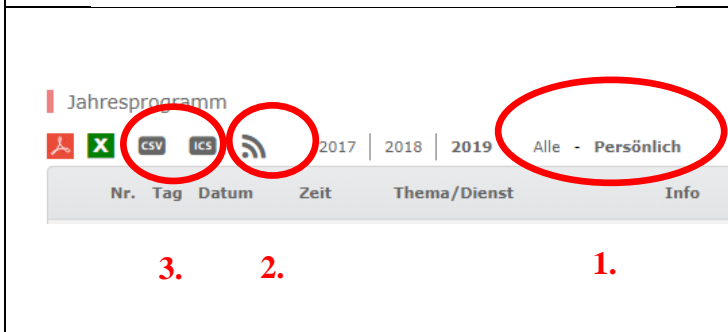 Jahresprogramm
X CSV ICS 2017 | 2018 | 2019 Alle - Persönlich
Nr. Tag Datum Zeit Thema/Dienst Info
3. 2. 1.